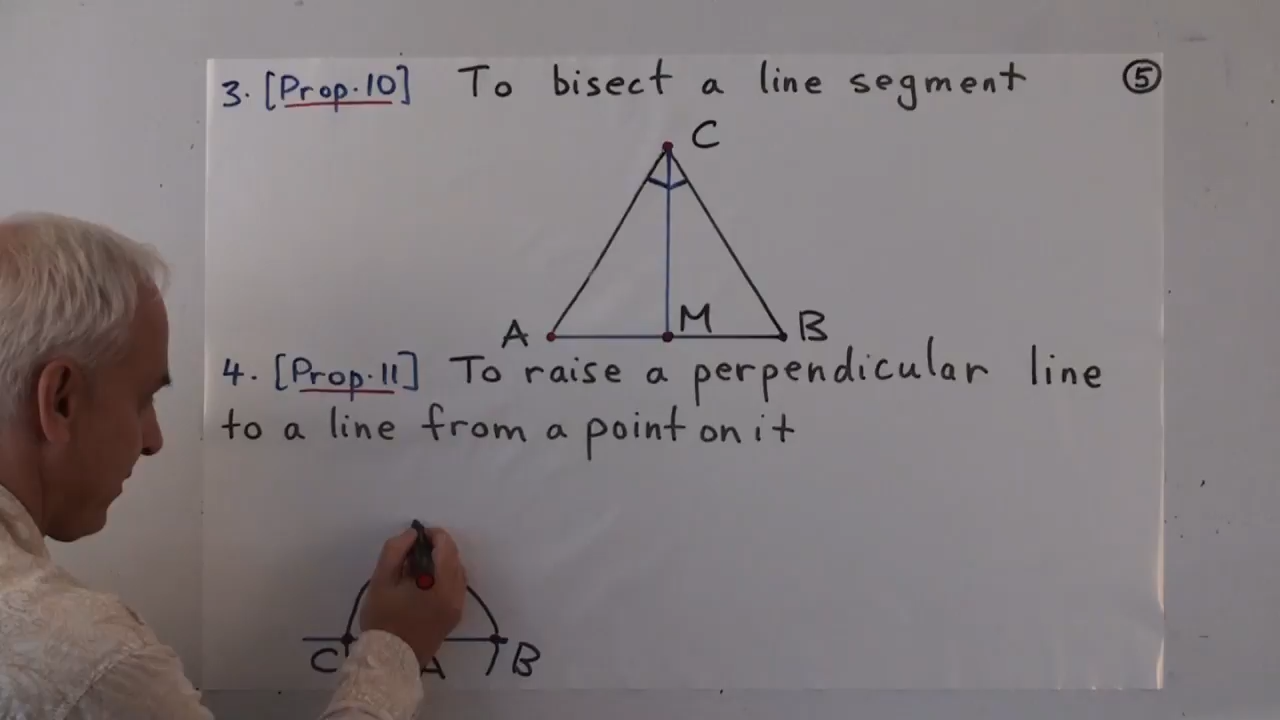 3. [Prop.10] To bisect a line segment ⑤
C
A M B
4. [Prop.11] To raise a perpendicular line
to a line from a point on it
C A B